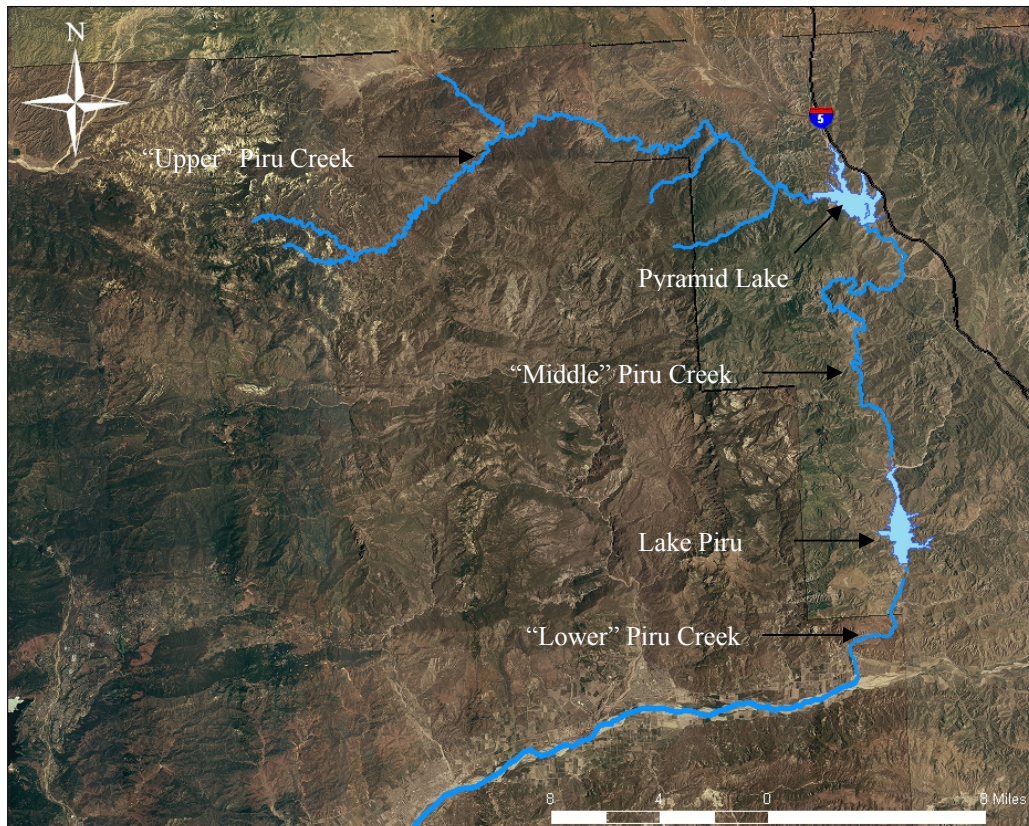 N
5
“Upper” Piru Creek
Pyramid Lake
“Middle” Piru Creek
Lake Piru
“Lower” Piru Creek
8 4 0 8 Miles